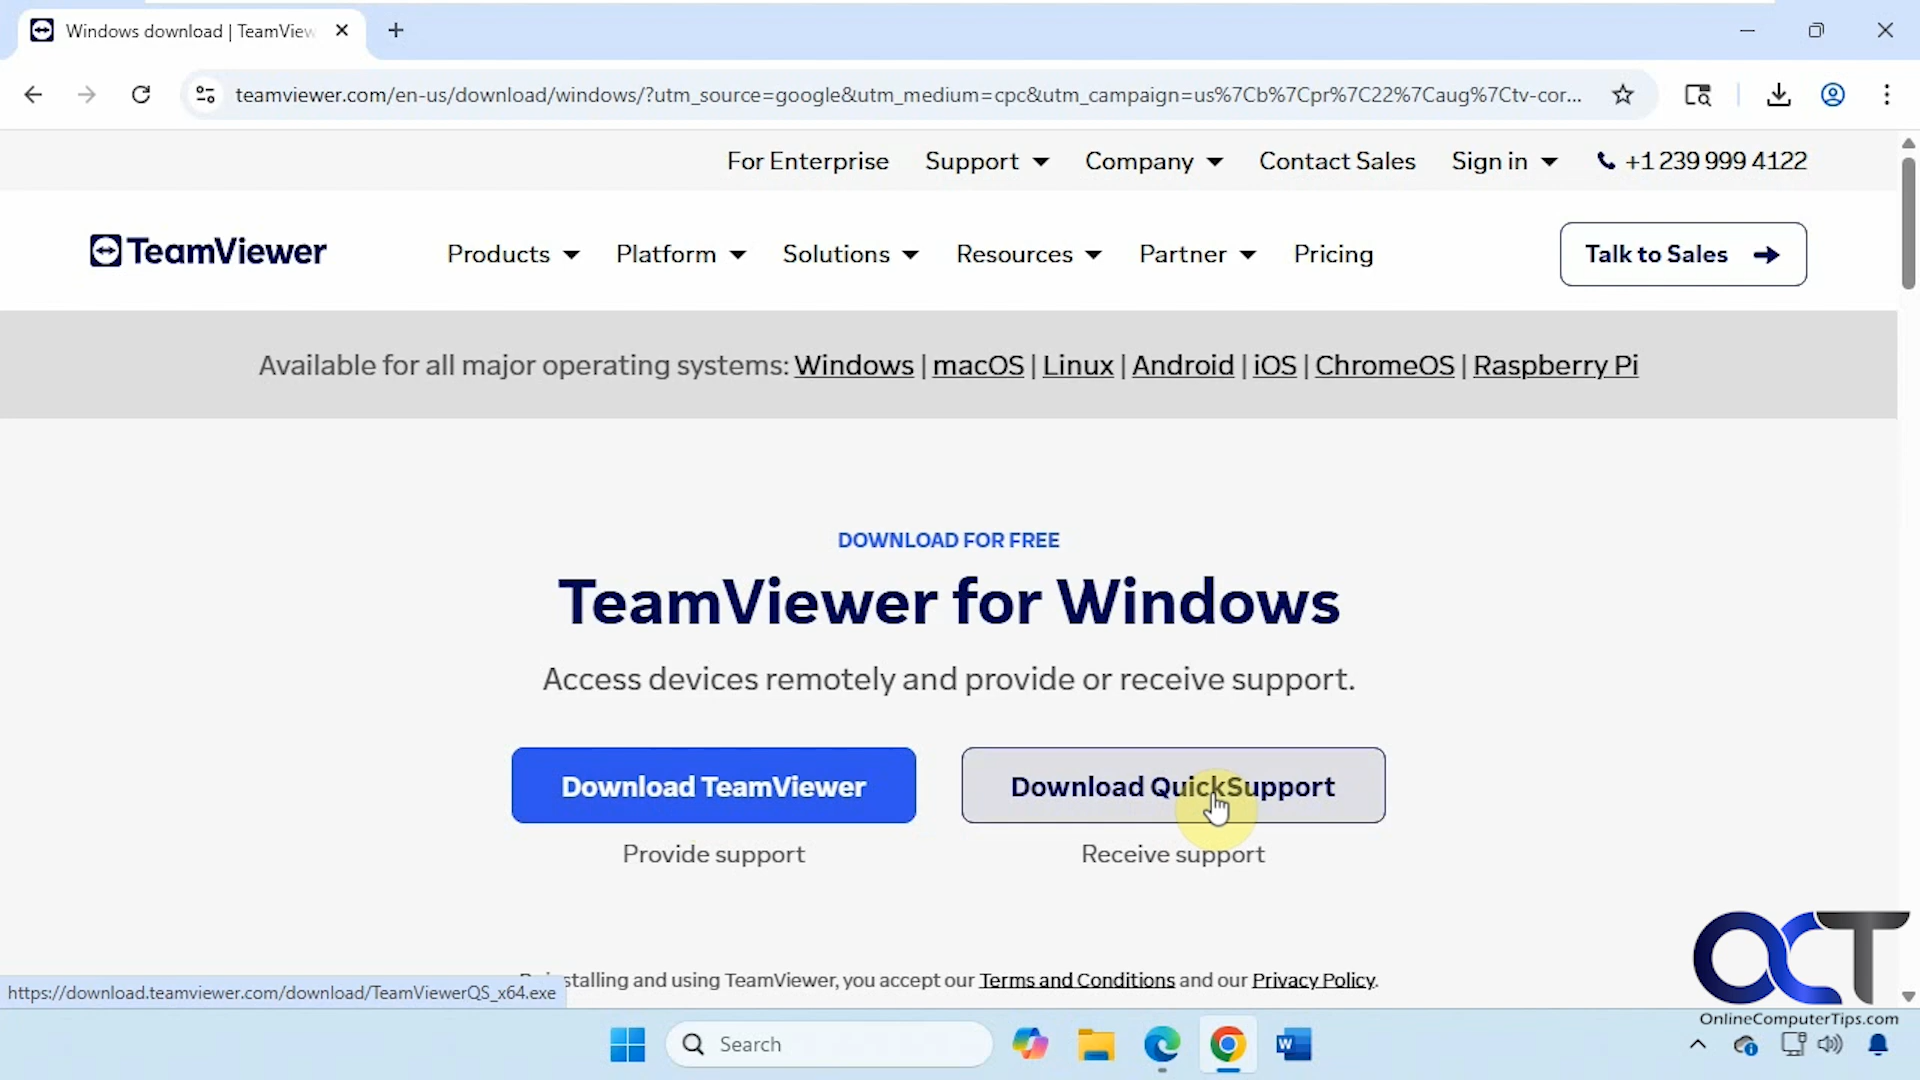 Windows download | TeamView
teamviewer.com/en-us/download/windows/?utm_source=google&utm_medium=cpc&utm_campaign=us%7Cb%7Cpr%7C22%7Caug%7Ctv-cor...
For Enterprise Support Company Contact Sales Sign in +1 239 999 4122
TeamViewer Products Platform Solutions Resources Partner Pricing Talk to Sales
Available for all major operating systems: Windows | macOS | Linux | Android | iOS | ChromeOS | Raspberry Pi
DOWNLOAD FOR FREE
TeamViewer for Windows
Access devices remotely and provide or receive support.
Download TeamViewer Download QuickSupport
Provide support Receive support
stalling and using TeamViewer, you accept our Terms and Conditions and our Privacy Policy.
https://download.teamviewer.com/download/TeamViewerQS_x64.exe
OCT
OnlineComputerTips.com
Search